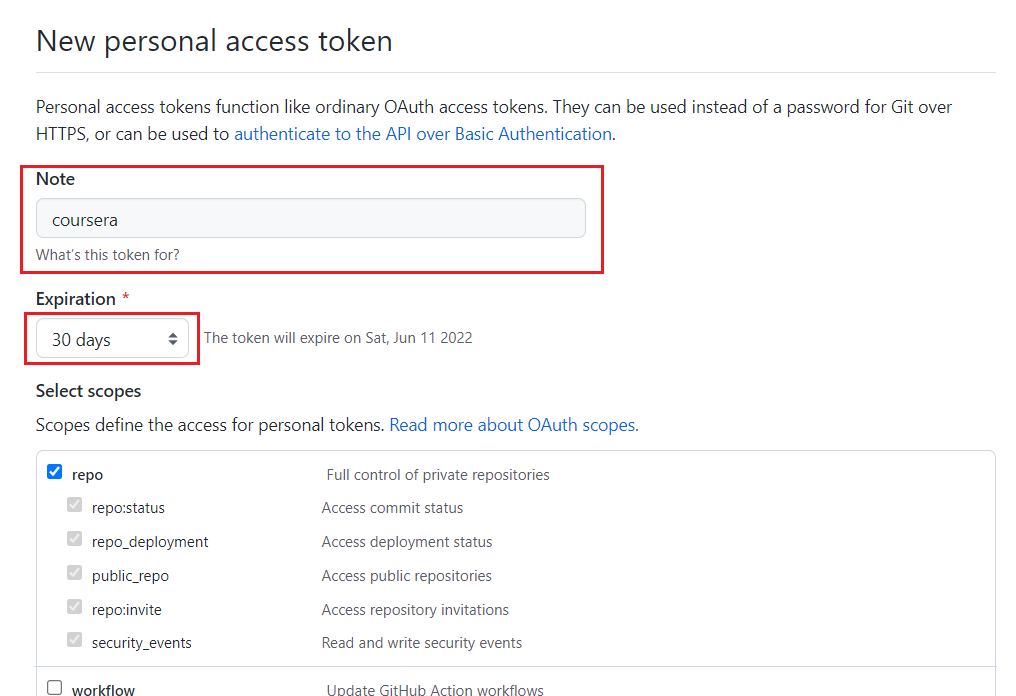 New personal access token
Personal access tokens function like ordinary OAuth access tokens. They can be used instead of a password for Git over
HTTPS, or can be used to authenticate to the API over Basic Authentication.
Note
coursera
What's this token for?
Expiration *
30 days The token will expire on Sat, Jun 11 2022
Select scopes
Scopes define the access for personal tokens. Read more about OAuth scopes.
repo Full control of private repositories
repo:status Access commit status
repo_deployment Access deployment status
public_repo Access public repositories
repo:invite Access repository invitations
security_events Read and write security events
workflow Update GitHub Action workflows